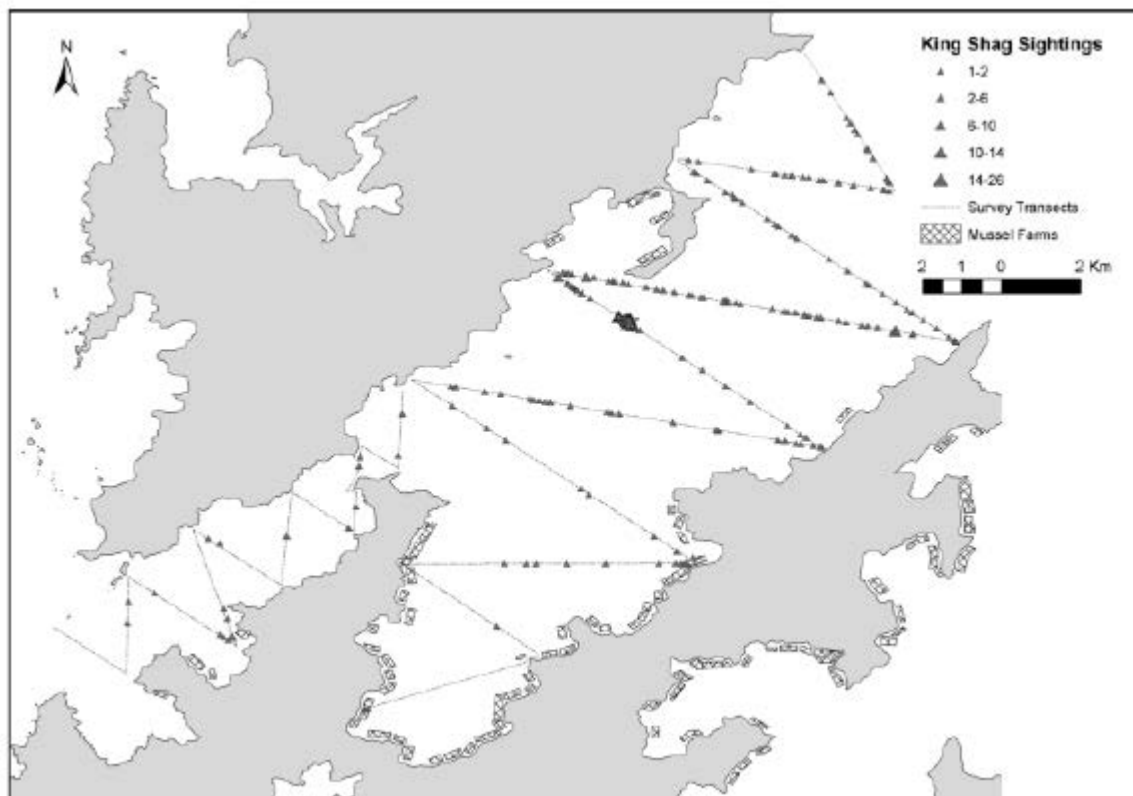 N
King Shag Sightings
1-2
2-6
6-10
10-14
14-26
Survey Transects
Mussel Farms
2 1 0 2 Km